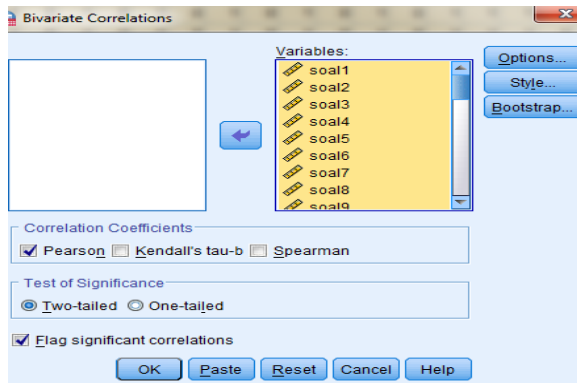 Bivariate Correlations
Variables:
soal1
soal2
soal3
soal4
soal5
soal6
soal7
soal8
soal9
Options...
Style...
Bootstrap...
Correlation Coefficients
Pearson Kendall's tau-b Spearman
Test of Significance
Two-tailed One-tailed
Flag significant correlations
OK Paste Reset Cancel Help